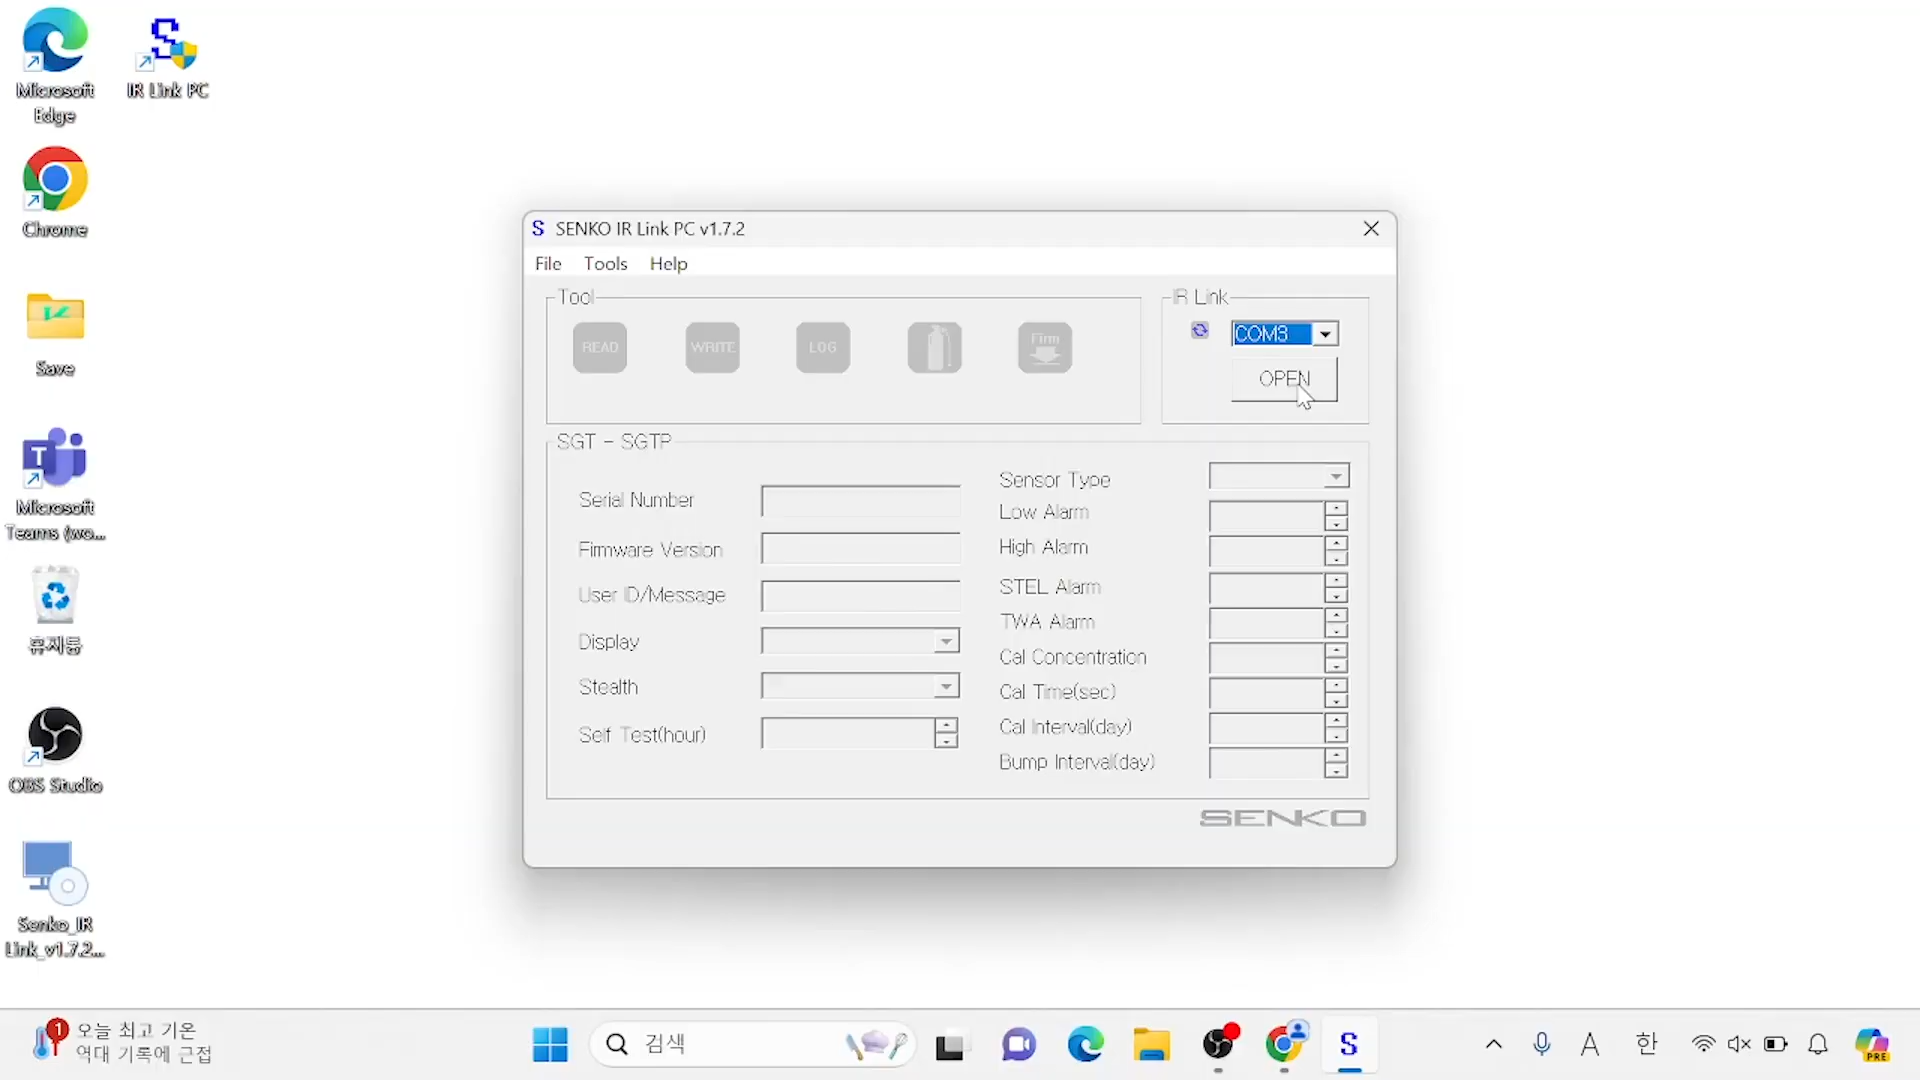 Microsoft
Edge
IR Link PC
Chrome
Save
Microsoft
Teams (wo...
휴지통
OBS Studio
Senko_IR
Link_v1.7.2...
S SENKO IR Link PC v1.7.2
File Tools Help
Tool
READ WRITE LOG Firm
IR Link
COM3
OPEN
SGT - SGTP
Serial Number
Firmware Version
User ID/Message
Display
Stealth
Self Test(hour)
Sensor Type
Low Alarm
High Alarm
STEL Alarm
TWA Alarm
Cal Concentration
Cal Time(sec)
Cal Interval(day)
Bump Interval(day)
SENKO
1
오늘 최고 기온
역대 기록에 근접
검색
S
A
한
PRE